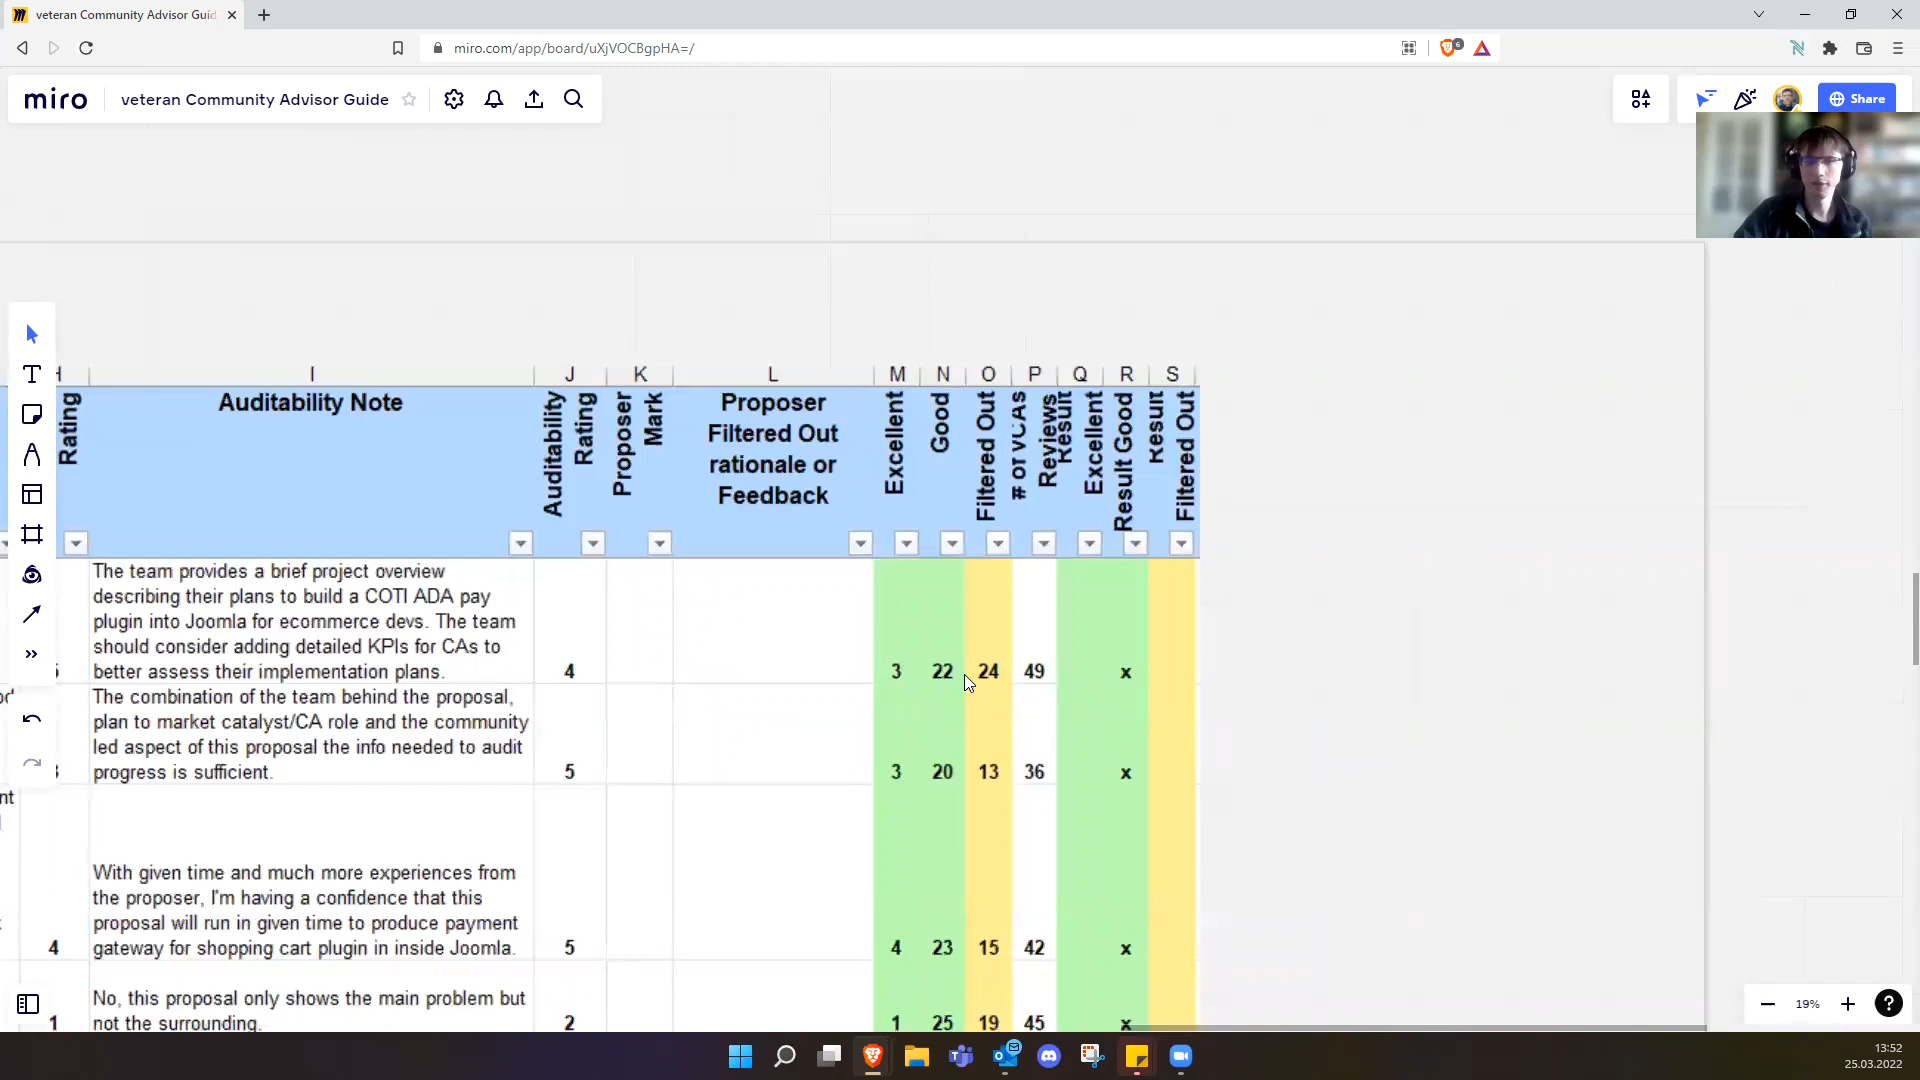 veteran Community Advisor Guid
miro.com/app/board/uXjVOCBgpHA=/
6
miro
veteran Community Advisor Guide
Share
H I J K L M N O P Q R S
Rating
Auditability Note
Auditability
Rating
Proposer
Mark
Proposer
Filtered Out
rationale or
Feedback
Excellent
Good
Filtered Out
# of vCAs
Reviews
Result
Excellent
Result Good
Result
Filtered Out
The team provides a brief project overview
describing their plans to build a COTI ADA pay
plugin into Joomla for ecommerce devs. The team
should consider adding detailed KPIs for CAs to
better assess their implementation plans.
5 4 3 22 24 49 x
The combination of the team behind the proposal,
plan to market catalyst/CA role and the community
led aspect of this proposal the info needed to audit
progress is sufficient.
5 3 20 13 36 x
nt
With given time and much more experiences from
the proposer, I'm having a confidence that this
proposal will run in given time to produce payment
gateway for shopping cart plugin in inside Joomla.
4 5 4 23 15 42 x
No, this proposal only shows the main problem but
not the surrounding.
1 2 1 25 19 45 x
19%
13:52
25.03.2022